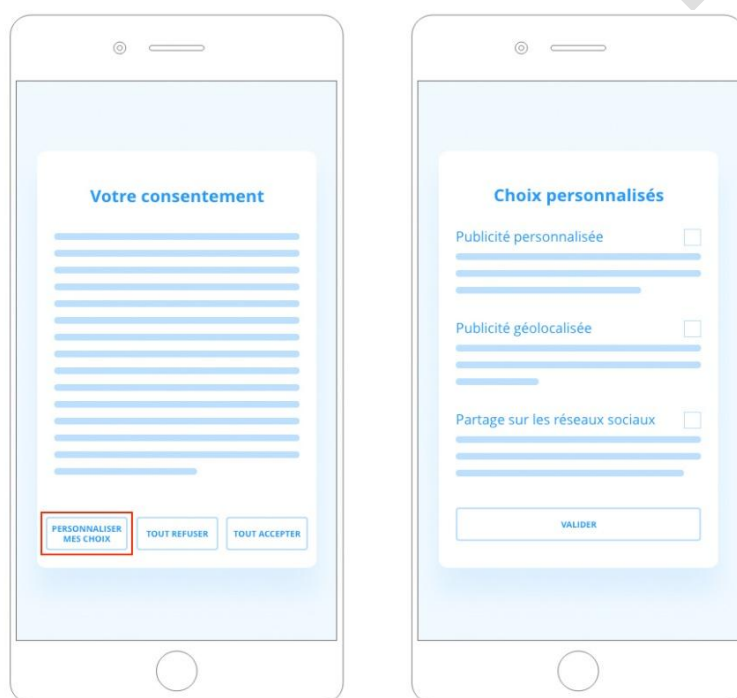 Votre consentement
PERSONNALISER
MES CHOIX
TOUT REFUSER
TOUT ACCEPTER
Choix personnalisés
Publicité personnalisée
Publicité géolocalisée
Partage sur les réseaux sociaux
VALIDER